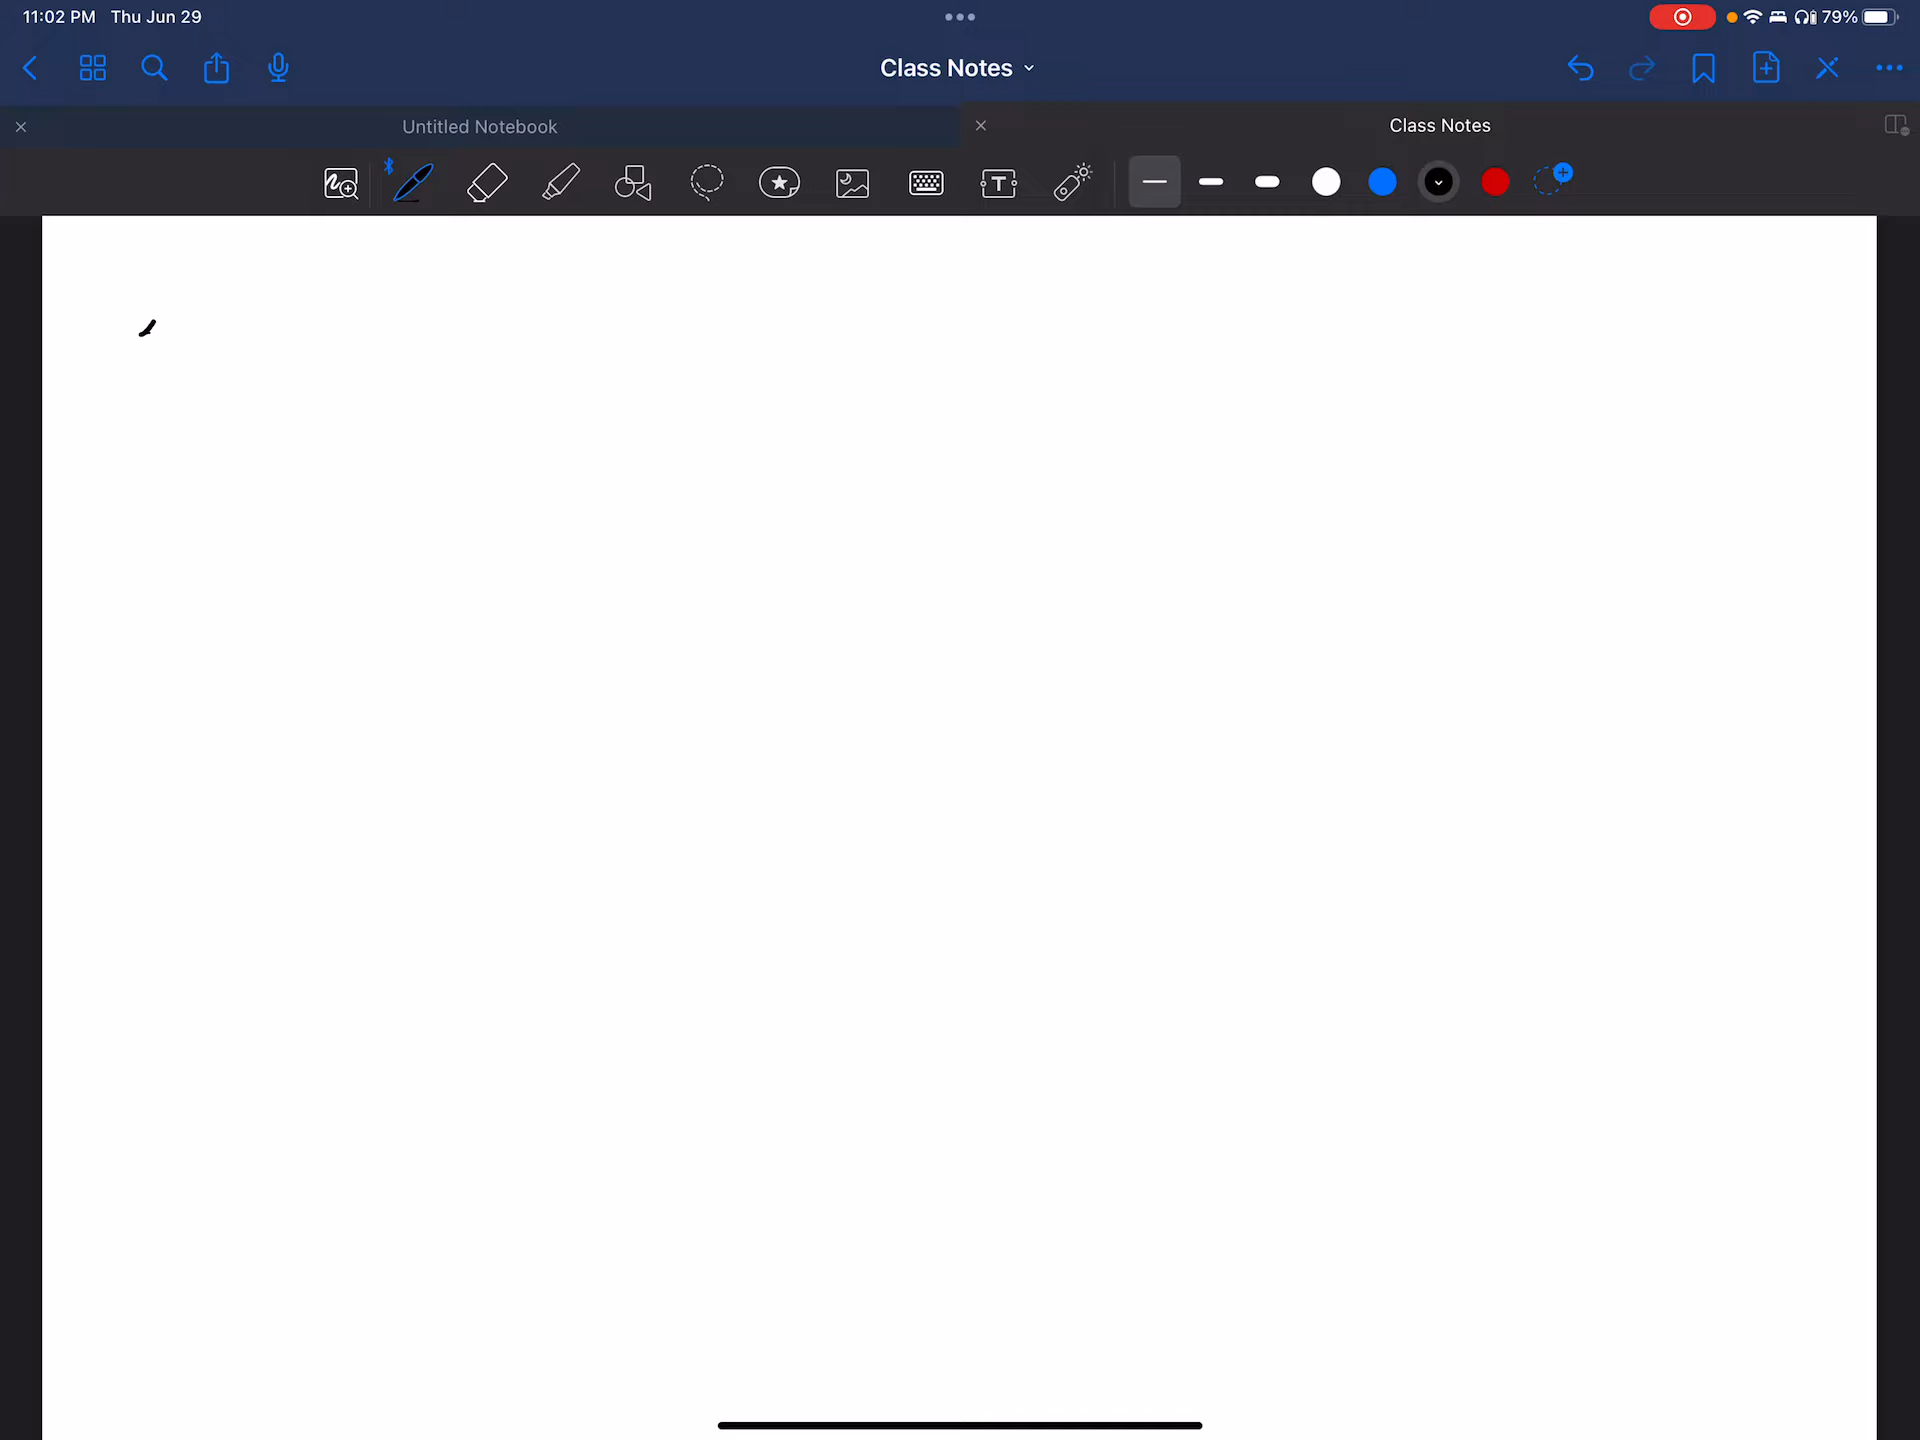 11:02 PM Thu Jun 29
79%
Class Notes
Untitled Notebook
Class Notes
T